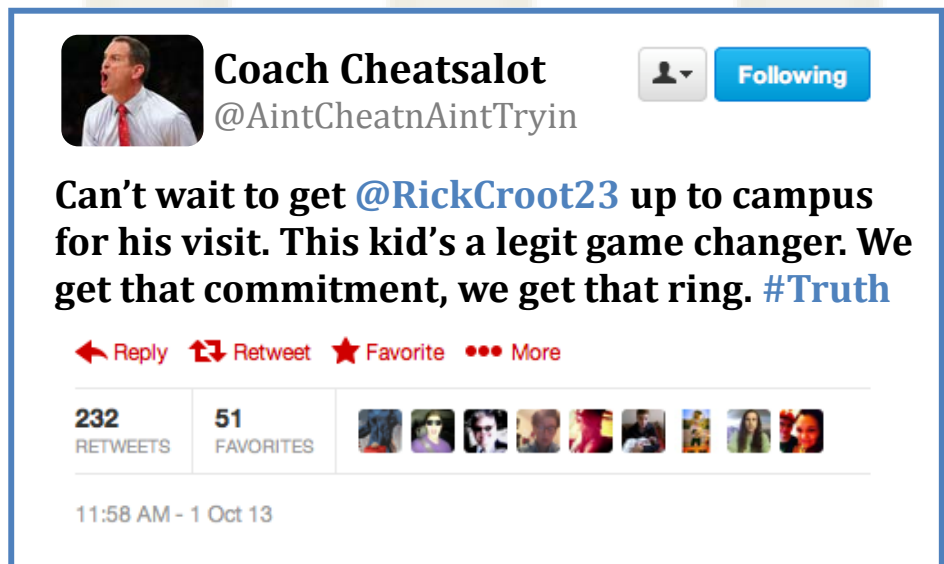 Coach Cheatsalot
Following
@AintCheatnAintTryin
Can’t wait to get @RickCroot23 up to campus
for his visit. This kid’s a legit game changer. We
get that commitment, we get that ring. #Truth
Reply Retweet Favorite More
232 51
RETWEETS FAVORITES
11:58 AM - 1 Oct 13